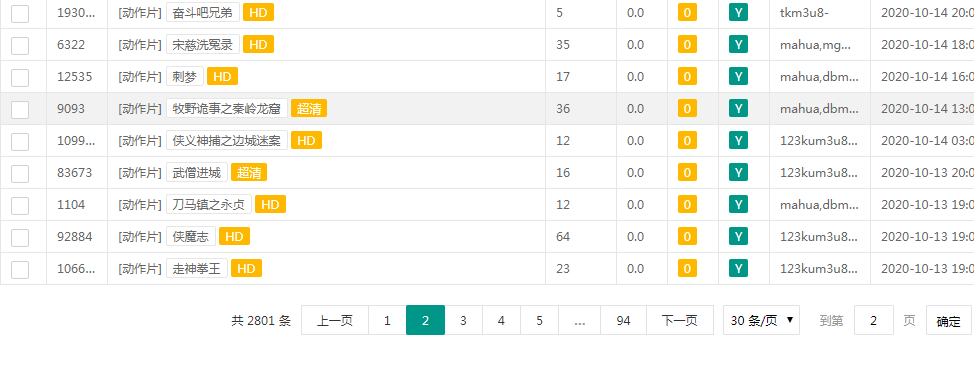 1930... [动作片] 奋斗吧兄弟 HD 5 0.0 0 Y tkm3u8- 2020-10-14 20:0
6322 [动作片] 宋慈洗冤录 HD 35 0.0 0 Y mahua,mg... 2020-10-14 18:0
12535 [动作片] 刺梦 HD 17 0.0 0 Y mahua,dbm... 2020-10-14 16:0
9093 [动作片] 牧野诡事之秦岭龙窟 超清 36 0.0 0 Y mahua,dbm... 2020-10-14 13:0
1099... [动作片] 侠义神捕之边城迷案 HD 12 0.0 0 Y 123kum3u8... 2020-10-14 03:0
83673 [动作片] 武僧进城 超清 16 0.0 0 Y 123kum3u8... 2020-10-13 20:0
1104 [动作片] 刀马镇之永贞 HD 12 0.0 0 Y mahua,dbm... 2020-10-13 19:0
92884 [动作片] 侠魔志 HD 64 0.0 0 Y 123kum3u8... 2020-10-13 19:0
1066... [动作片] 走神拳王 HD 23 0.0 0 Y 123kum3u8... 2020-10-13 19:0
共 2801 条 上一页 1 2 3 4 5 ... 94 下一页 30 条/页 到第 2 页 确定